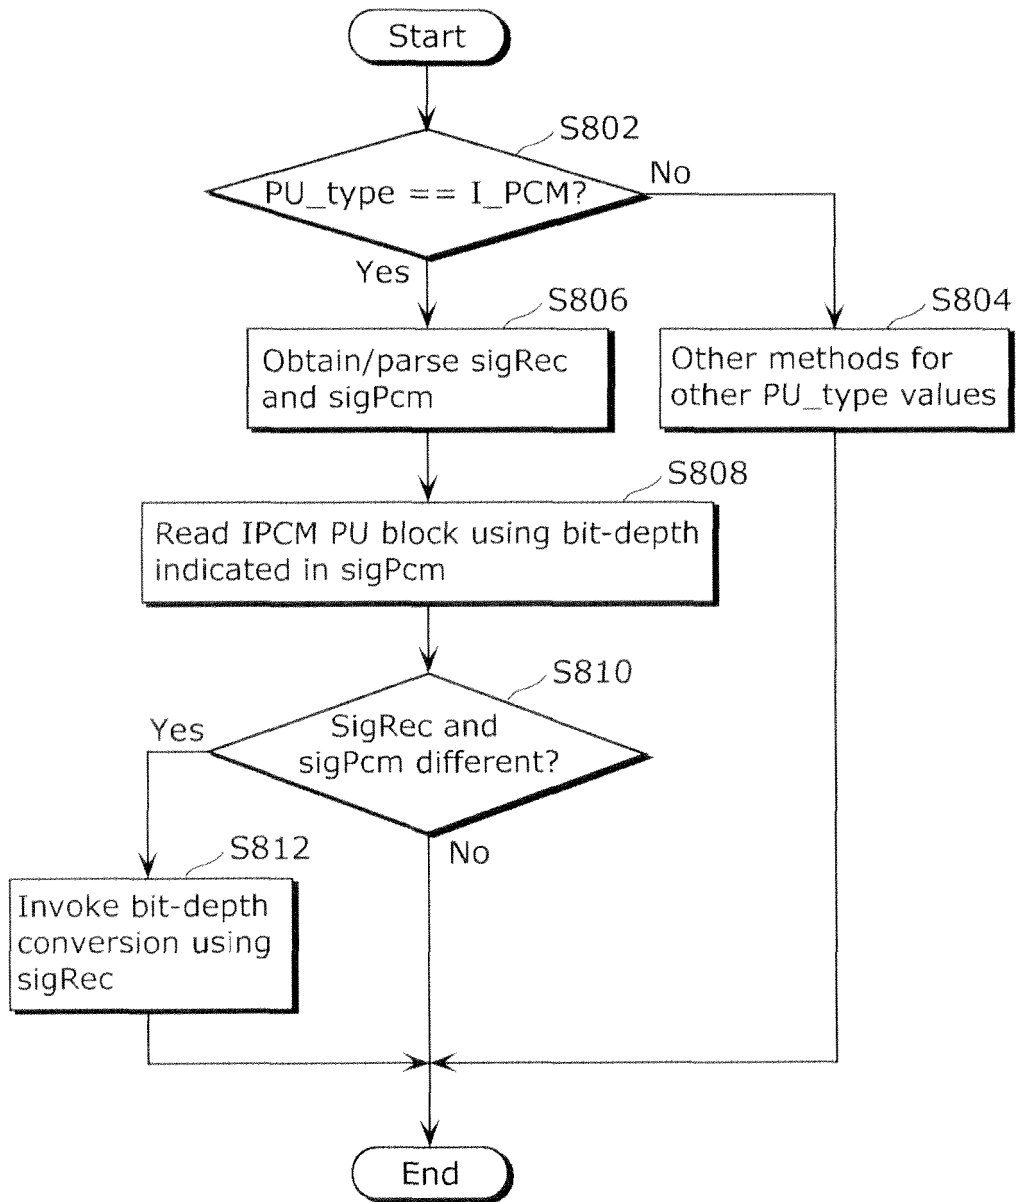 Start
S802
PU_type == I_PCM?
No
Yes
S806
Obtain/parse sigRec
and sigPcm
S804
Other methods for
other PU_type values
S808
Read IPCM PU block using bit-depth
indicated in sigPcm
S810
SigRec and
sigPcm different?
Yes
No
S812
Invoke bit-depth
conversion using
sigRec
End